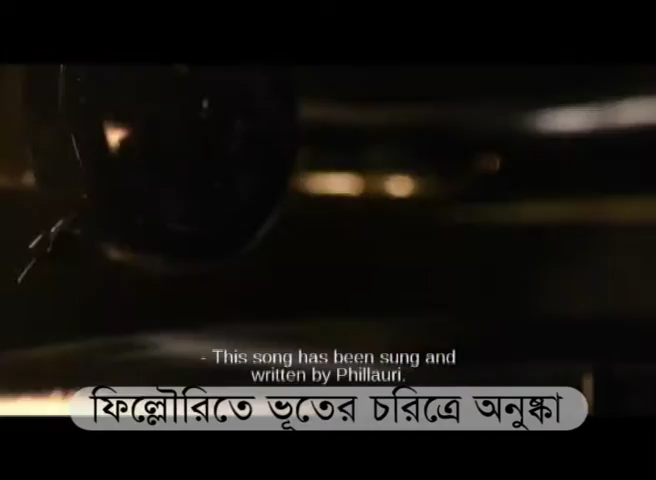 - This song has been sung and
written by Phillauri.
ফিল্লৌরিতে ভূতের চরিত্রে অনুষ্কা